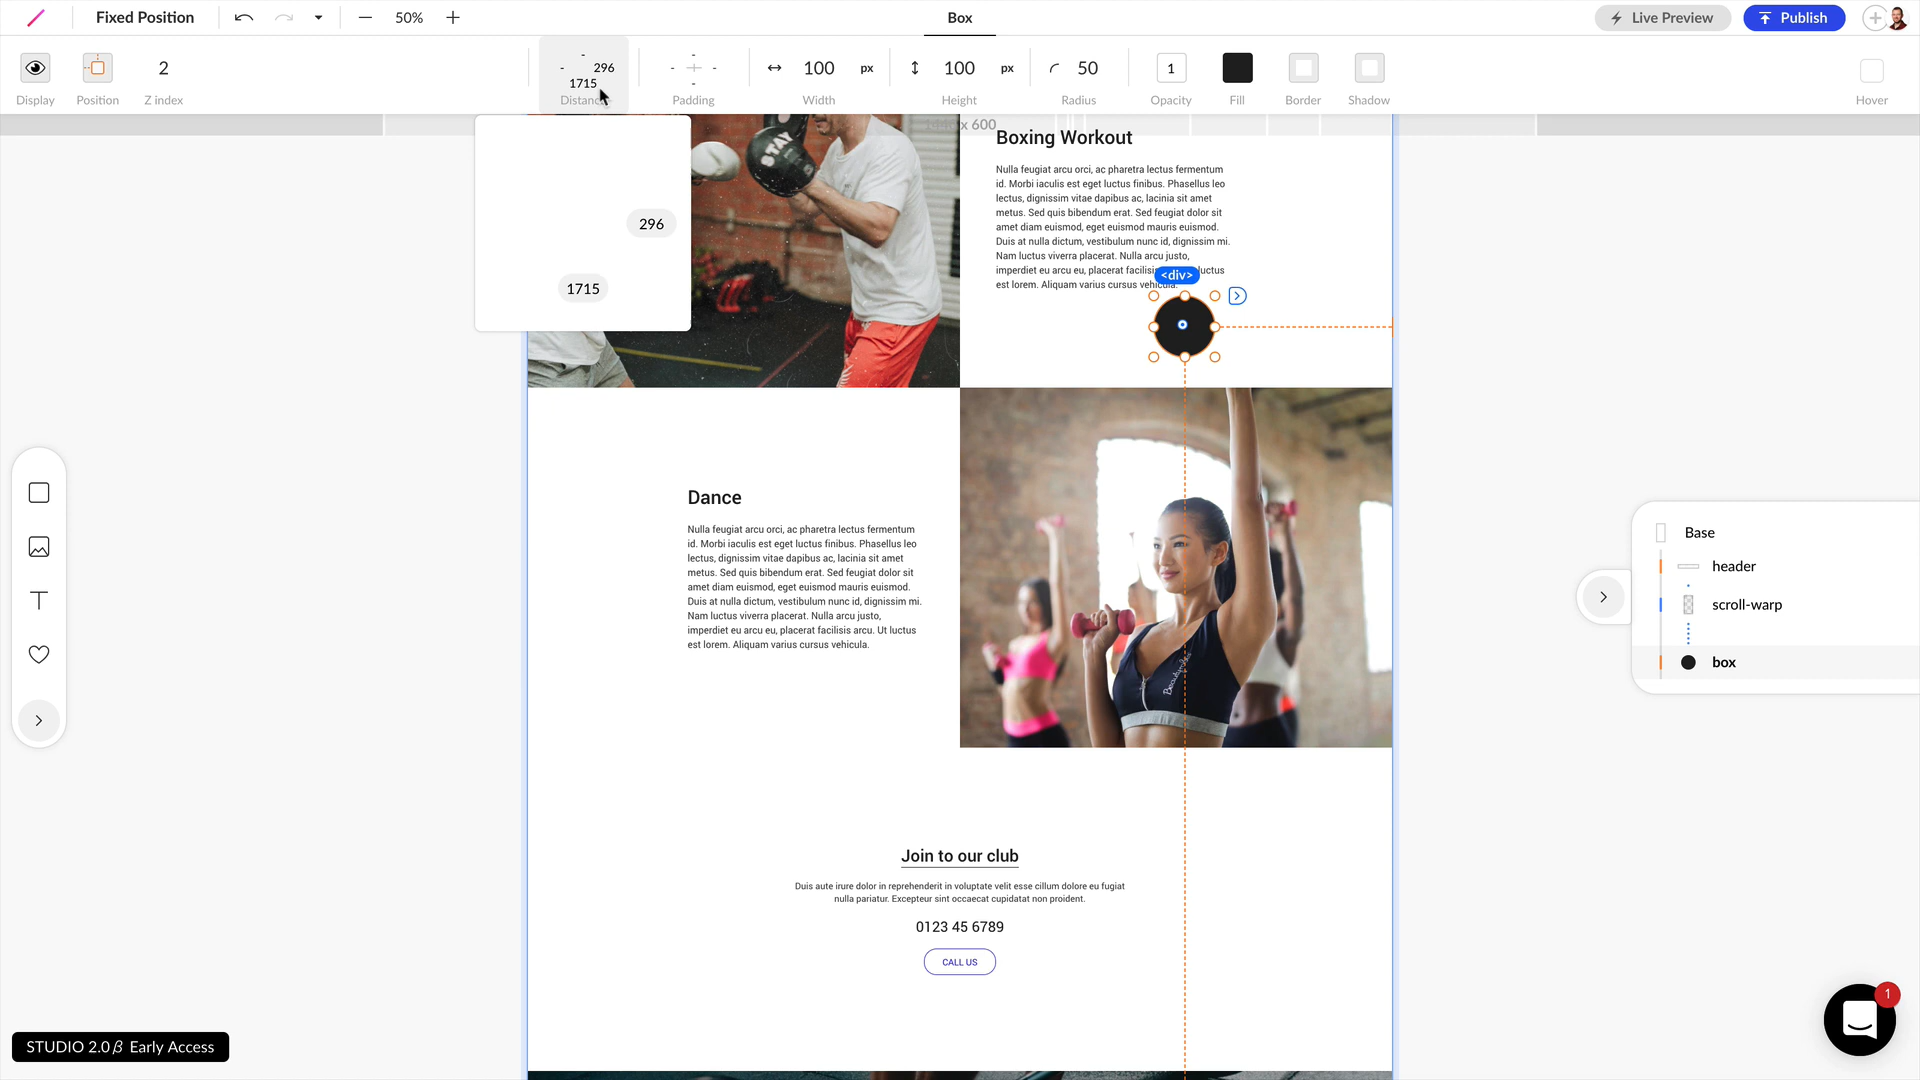 Fixed Position
50%
Box
Live Preview
Publish
2
-
- 296
1715
-
- -
-
100 px
100 px
50
1
Display
Position
Z index
Distance
Padding
Width
Height
Radius
Opacity
Fill
Border
Shadow
Hover
x 600
296
1715
STAY
Boxing Workout
Nulla feugiat arcu orci, ac pharetra lectus fermentum
id. Morbi iaculis est eget luctus finibus. Phasellus leo
lectus, dignissim vitae dapibus ac, lacinia sit amet
metus. Sed quis bibendum erat. Sed feugiat dolor sit
amet diam euismod, eget euismod mauris euismod.
Duis at nulla dictum, vestibulum nunc id, dignissim mi.
Nam luctus viverra placerat. Nulla arcu justo,
imperdiet eu arcu eu, placerat facilisis luctus
est lorem. Aliquam varius cursus vehicula.
<div>
Dance
Nulla feugiat arcu orci, ac pharetra lectus fermentum
id. Morbi iaculis est eget luctus finibus. Phasellus leo
lectus, dignissim vitae dapibus ac, lacinia sit amet
metus. Sed quis bibendum erat. Sed feugiat dolor sit
amet diam euismod, eget euismod mauris euismod.
Duis at nulla dictum, vestibulum nunc id, dignissim mi.
Nam luctus viverra placerat. Nulla arcu justo,
imperdiet eu arcu eu, placerat facilisis arcu. Ut luctus
est lorem. Aliquam varius cursus vehicula.
Base
header
scroll-warp
box
Join to our club
Duis aute irure dolor in reprehenderit in voluptate velit esse cillum dolore eu fugiat
nulla pariatur. Excepteur sint occaecat cupidatat non proident.
0123 45 6789
CALL US
1
STUDIO 2.0 β Early Access